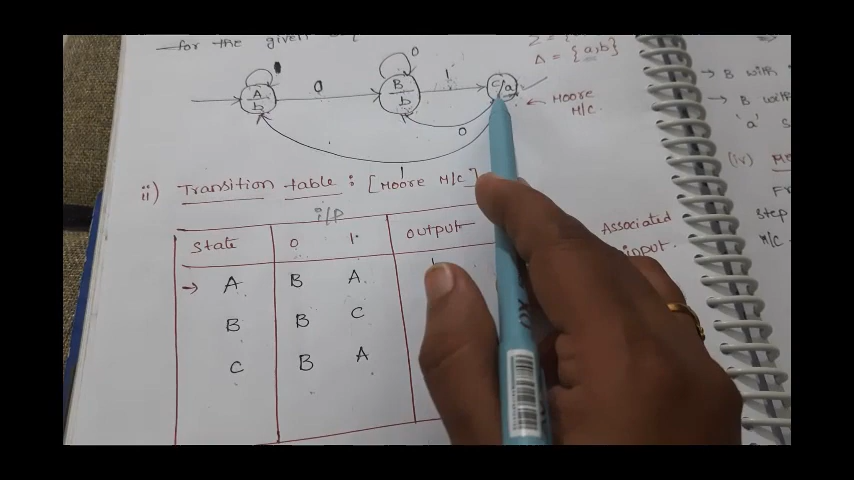 for the given
Δ = {a,b}
0
1
A
b
0
B
b
1
C/a
← Moore
M/C.
0
1
→ B with
→ B with
'a' s
ii) Transition table : [Moore M/C]
i/p
State 0 1 output
→ A B A
B B C
C B A
Associated
input.
(iv)
Step
M/C.